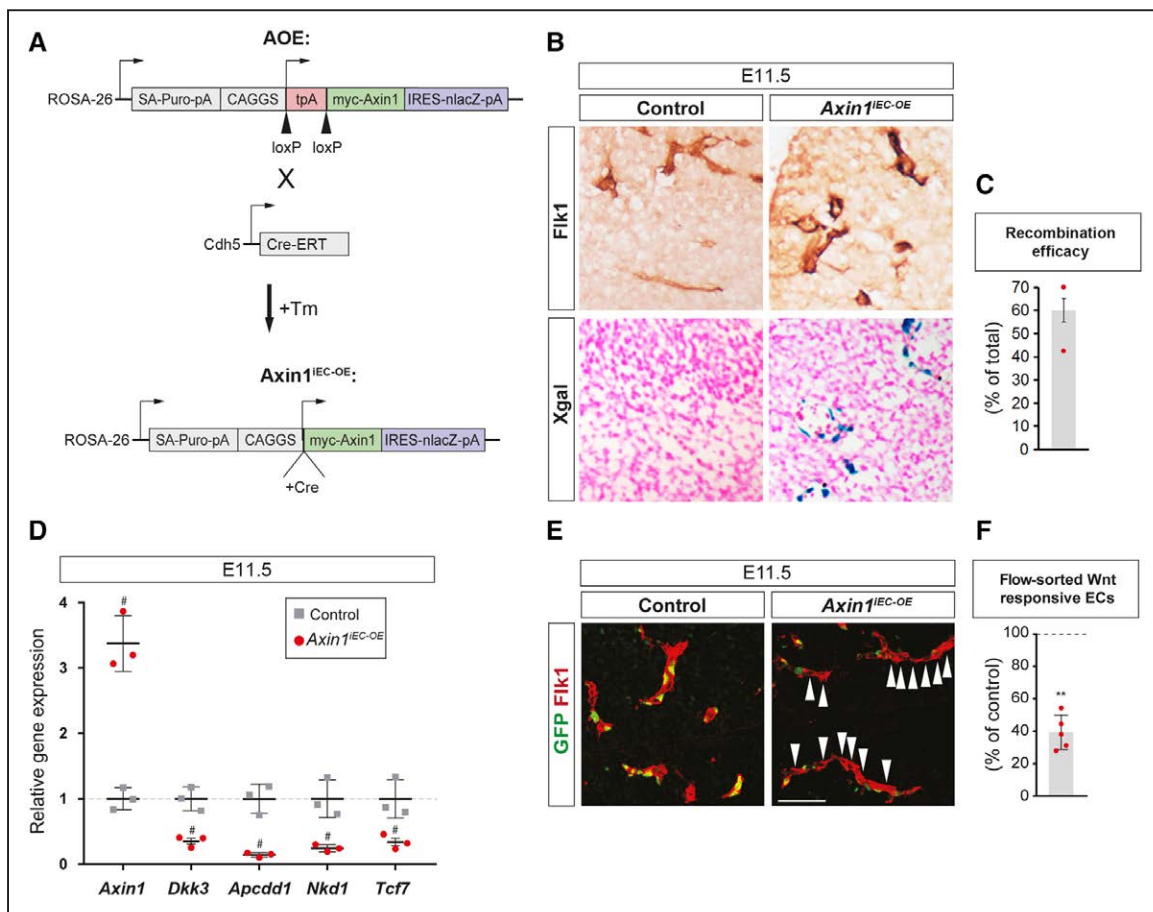 A
AOE:
ROSA-26
SA-Puro-pA
CAGGS
tpA
myc-Axin1
IRES-nlacZ-pA
loxP
loxP
X
Cdh5
Cre-ERT
+Tm
Axin1iEC-OE:
ROSA-26
SA-Puro-pA
CAGGS
myc-Axin1
IRES-nlacZ-pA
+Cre
B
E11.5
Control
Axin1iEC-OE
Flk1
Xgal
C
Recombination
efficacy
(% of total)
70
60
50
40
30
20
10
0
D
E11.5
Relative gene expression
4
3
2
1
0
Control
Axin1iEC-OE
#
#
#
#
#
Axin1
Dkk3
Apcdd1
Nkd1
Tcf7
E
E11.5
Control
Axin1iEC-OE
GFP Flk1
F
Flow-sorted Wnt
responsive ECs
(% of control)
100
80
60
40
20
0
**